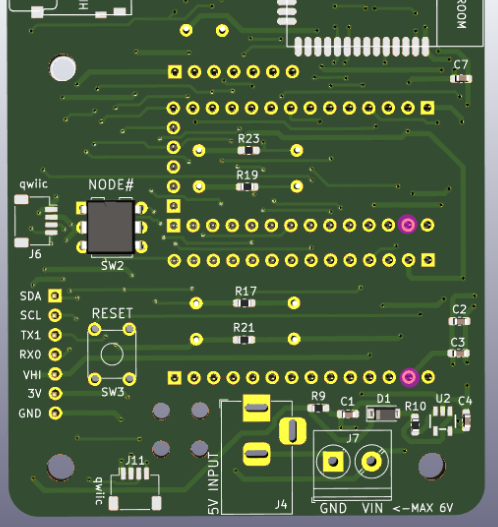 ROOM
C7
R23
R19
qwiic
NODE#
J6
SW2
SDA
SCL
TX1
RX0
VHI
3V
GND
RESET
SW3
R17
R21
C2
C3
R9
C1
D1
R10
U2
C4
J7
J11
qwiic
5V INPUT
J4
GND
VIN
<-MAX 6V